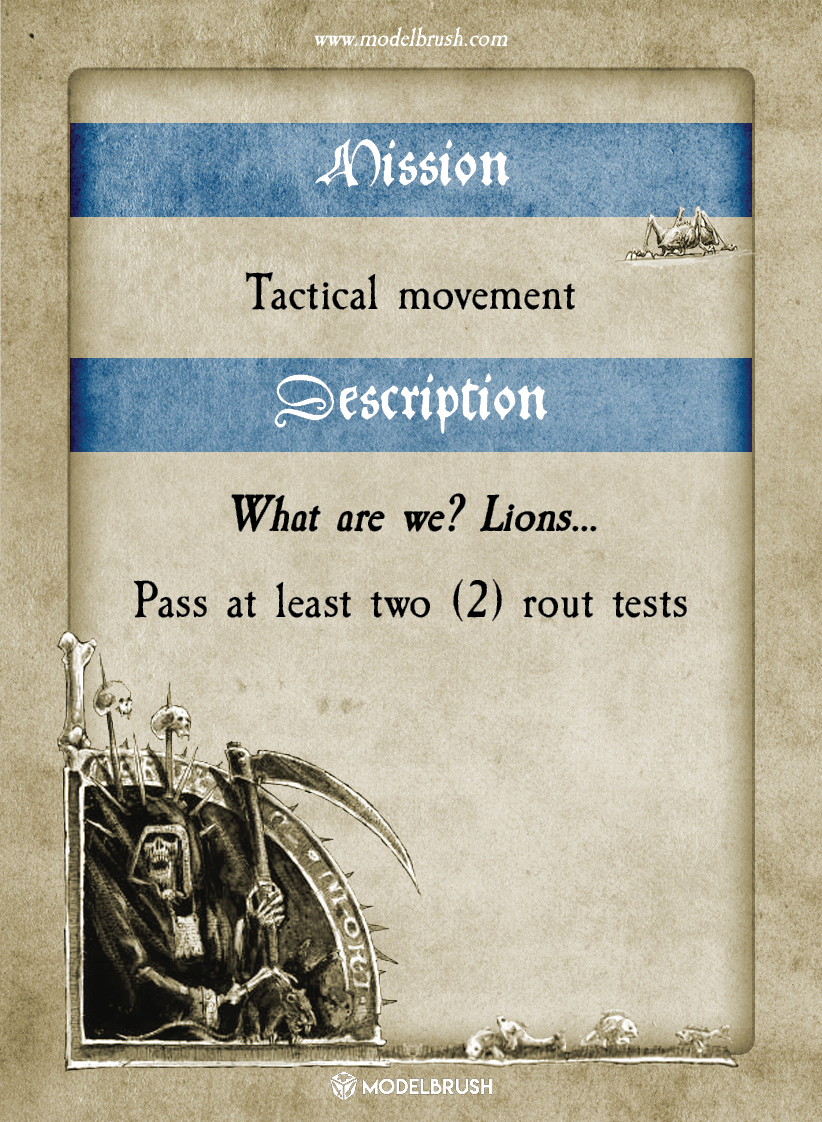 www.modelbrush.com
Mission
Tactical movement
Description
What are we? Lions...
Pass at least two (2) rout tests
MODELBRUSH